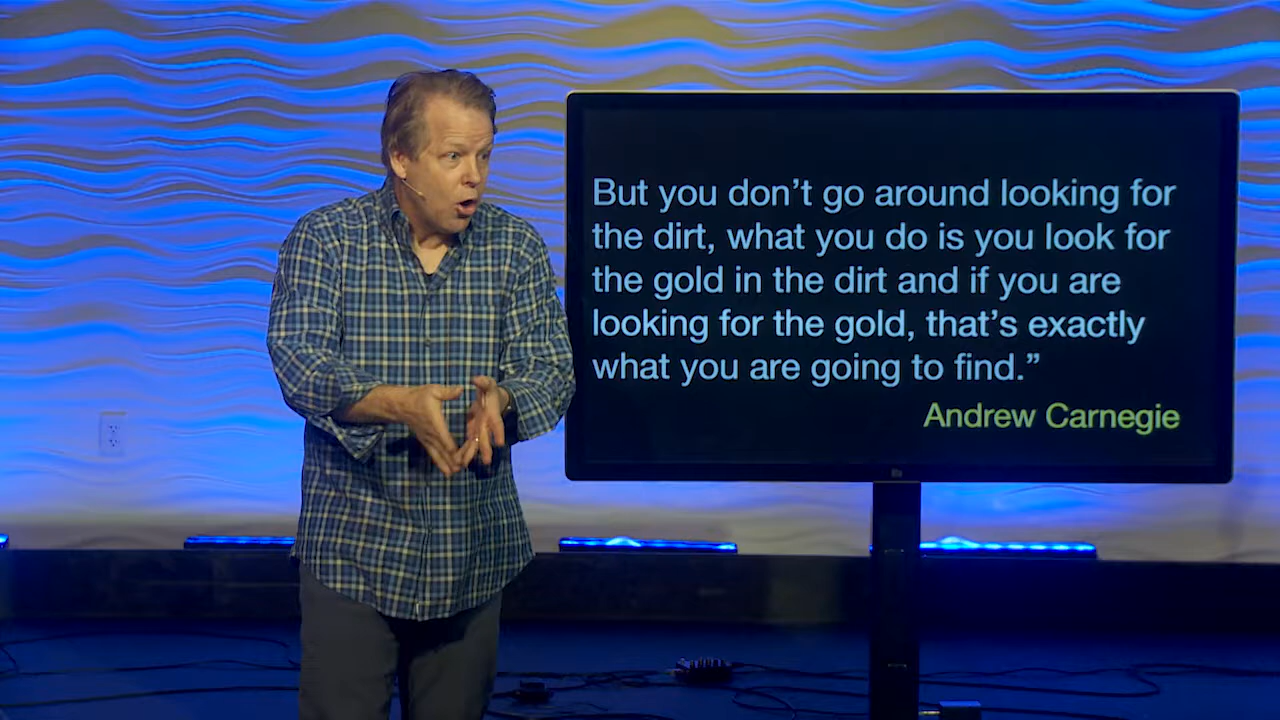 But you don’t go around looking for
the dirt, what you do is you look for
the gold in the dirt and if you are
looking for the gold, that’s exactly
what you are going to find.”
Andrew Carnegie